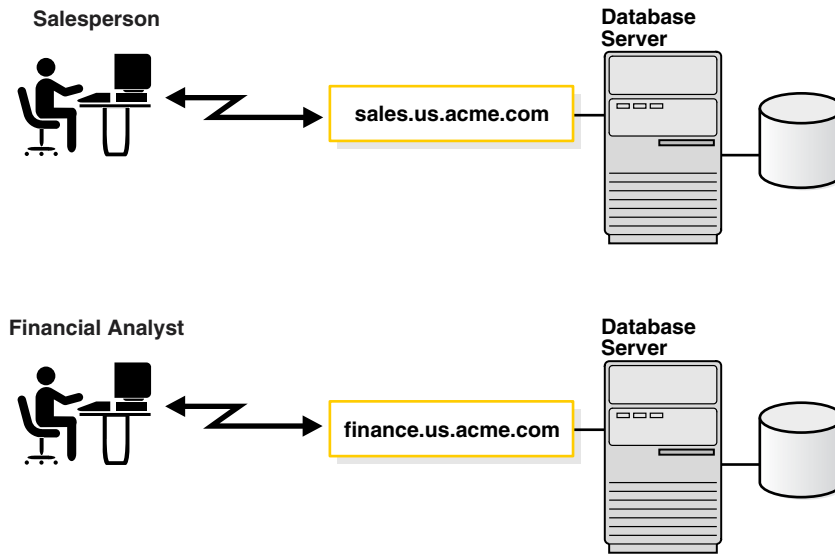 Salesperson
Database
Server
sales.us.acme.com
Financial Analyst
Database
Server
finance.us.acme.com